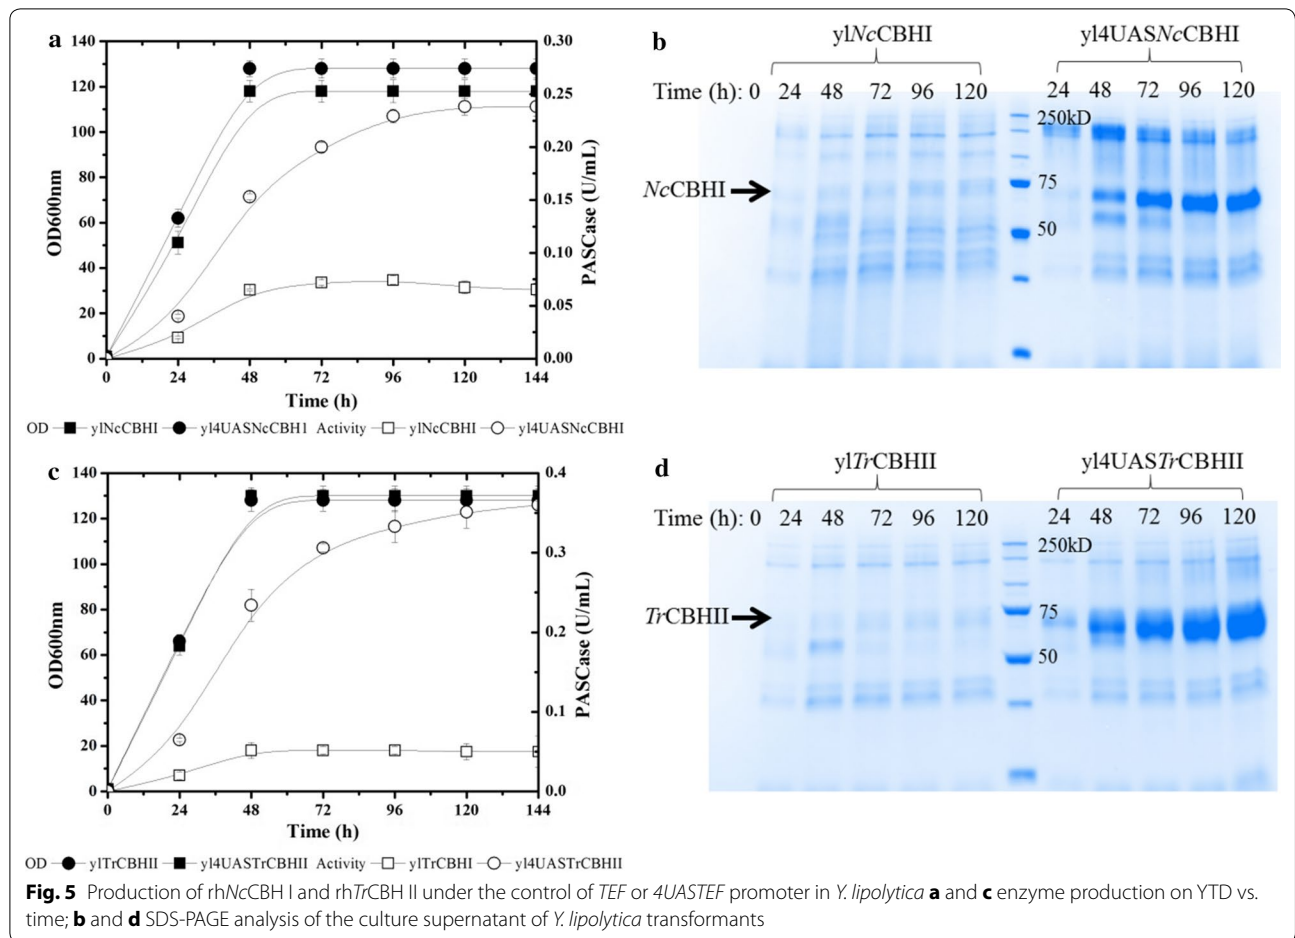 a
140
120
100
80
60
40
20
0
OD600nm
0.30
0.25
0.20
0.15
0.10
0.05
0.00
PASCase (U/mL)
0 24 48 72 96 120 144
Time (h)
OD ylNcCBHI yl4UASNcCBH1 Activity ylNcCBHI yl4UASNcCBHI
b
ylNcCBHI yl4UASNcCBHI
Time (h): 0 24 48 72 96 120 24 48 72 96 120
250kD
75
50
NcCBHI
c
140
120
100
80
60
40
20
0
OD600nm
0.4
0.3
0.2
0.1
0.0
PASCase (U/mL)
0 24 48 72 96 120 144
Time (h)
OD ylTrCBHII yl4UASTrCBHII Activity ylTrCBHI yl4UASTrCBHII
d
ylTrCBHII yl4UASTrCBHII
Time (h): 0 24 48 72 96 120 24 48 72 96 120
250kD
75
50
TrCBHII
Fig. 5 Production of rhNcCBH I and rhTrCBH II under the control of TEF or 4UASTEF promoter in Y. lipolytica a and c enzyme production on YTD vs.
time; b and d SDS-PAGE analysis of the culture supernatant of Y. lipolytica transformants